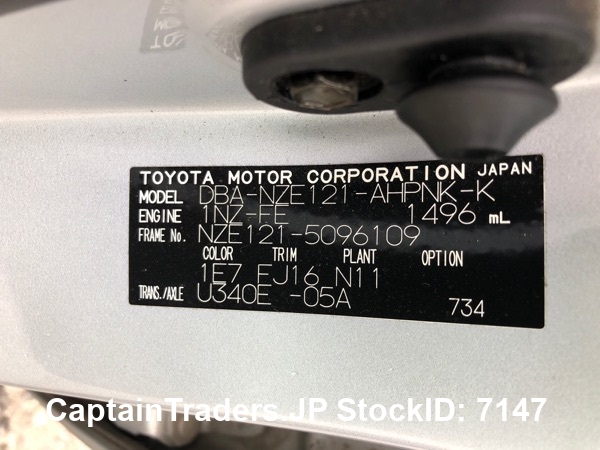 TOYOTA MOTOR CORPORATION JAPAN
MODEL DBA-NZE121-AHPNK-K
ENGINE 1NZ-FE 1496 mL
FRAME No. NZE121-5096109
COLOR TRIM PLANT OPTION
1E7 FJ16 N11
TRANS./AXLE U340E -05A
734
CaptainTraders JP StockID: 7147